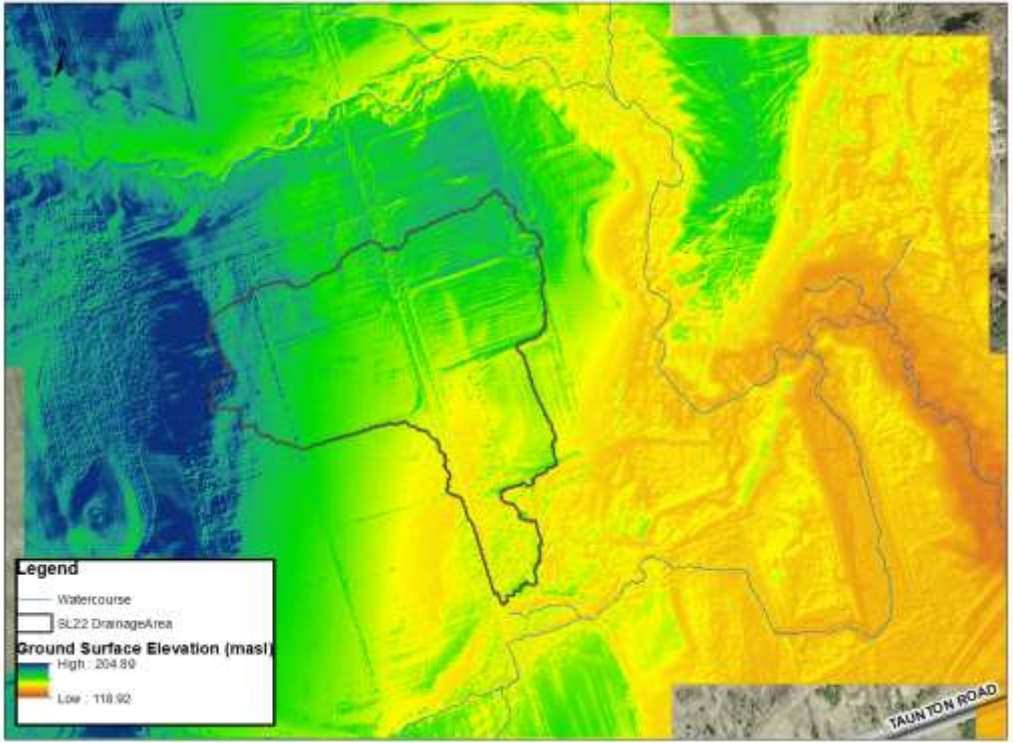 Legend
Watercourse
SL22 DrainageArea
Ground Surface Elevation (masl)
High : 204.89
Low : 118.92
TAUNTON ROAD